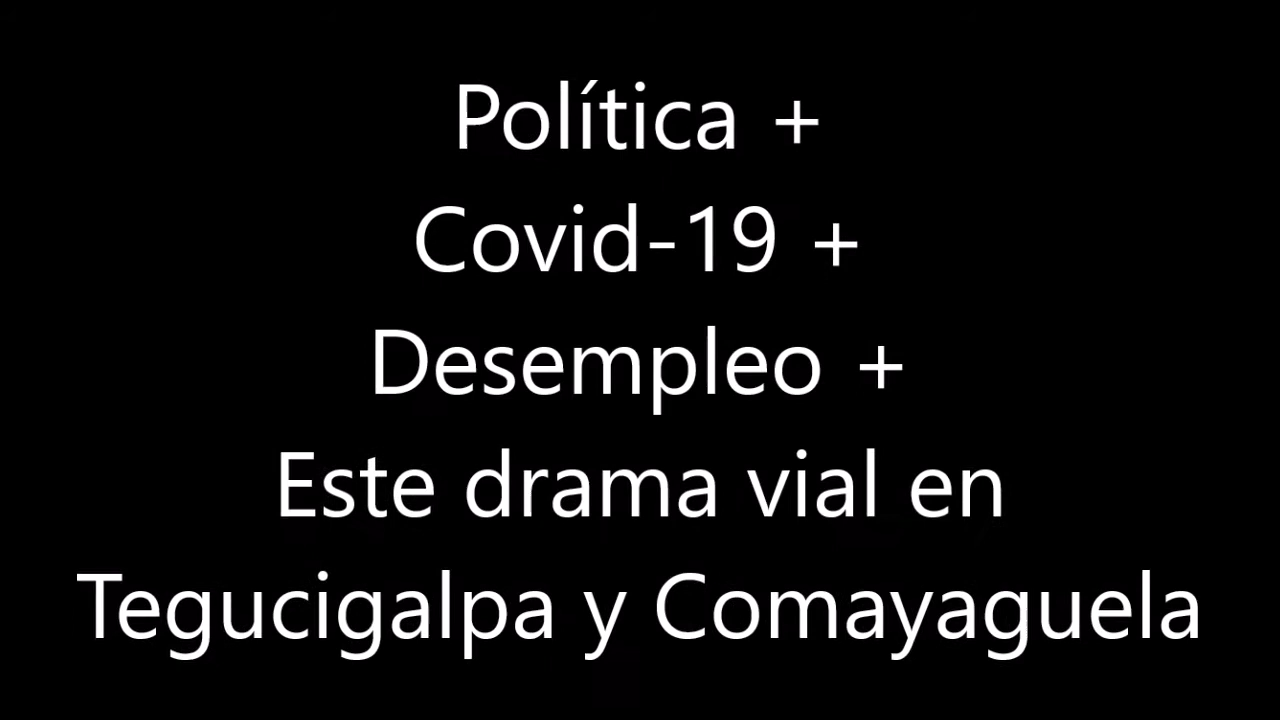 Política +
Covid-19 +
Desempleo +
Este drama vial en
Tegucigalpa y Comayaguela